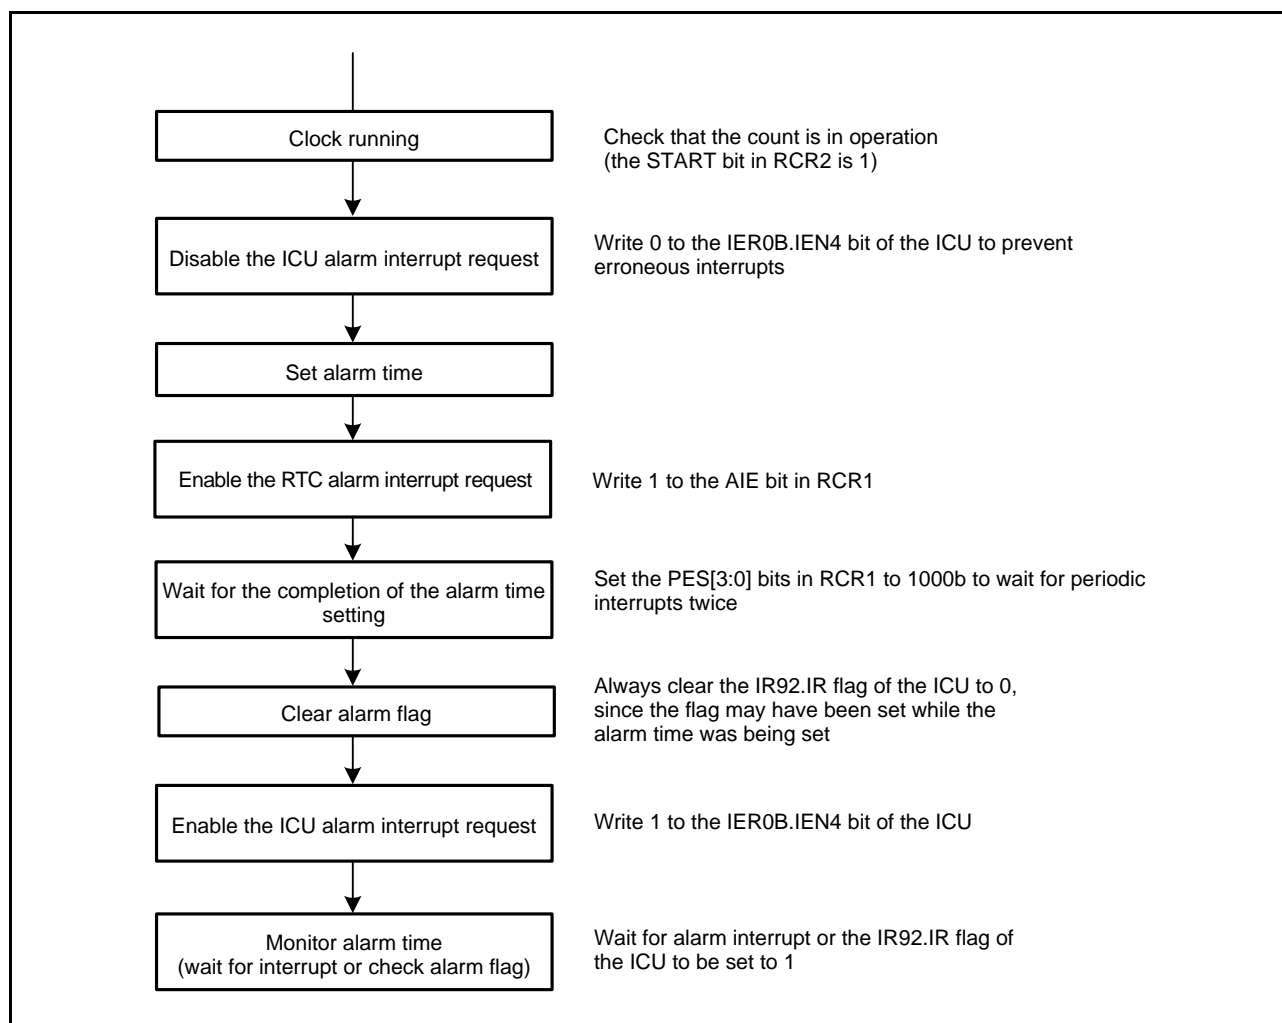 Clock running
Check that the count is in operation
(the START bit in RCR2 is 1)
Disable the ICU alarm interrupt request
Write 0 to the IER0B.IEN4 bit of the ICU to prevent
erroneous interrupts
Set alarm time
Enable the RTC alarm interrupt request
Write 1 to the AIE bit in RCR1
Wait for the completion of the alarm time
setting
Set the PES[3:0] bits in RCR1 to 1000b to wait for periodic
interrupts twice
Clear alarm flag
Always clear the IR92.IR flag of the ICU to 0,
since the flag may have been set while the
alarm time was being set
Enable the ICU alarm interrupt request
Write 1 to the IER0B.IEN4 bit of the ICU
Monitor alarm time
(wait for interrupt or check alarm flag)
Wait for alarm interrupt or the IR92.IR flag of
the ICU to be set to 1